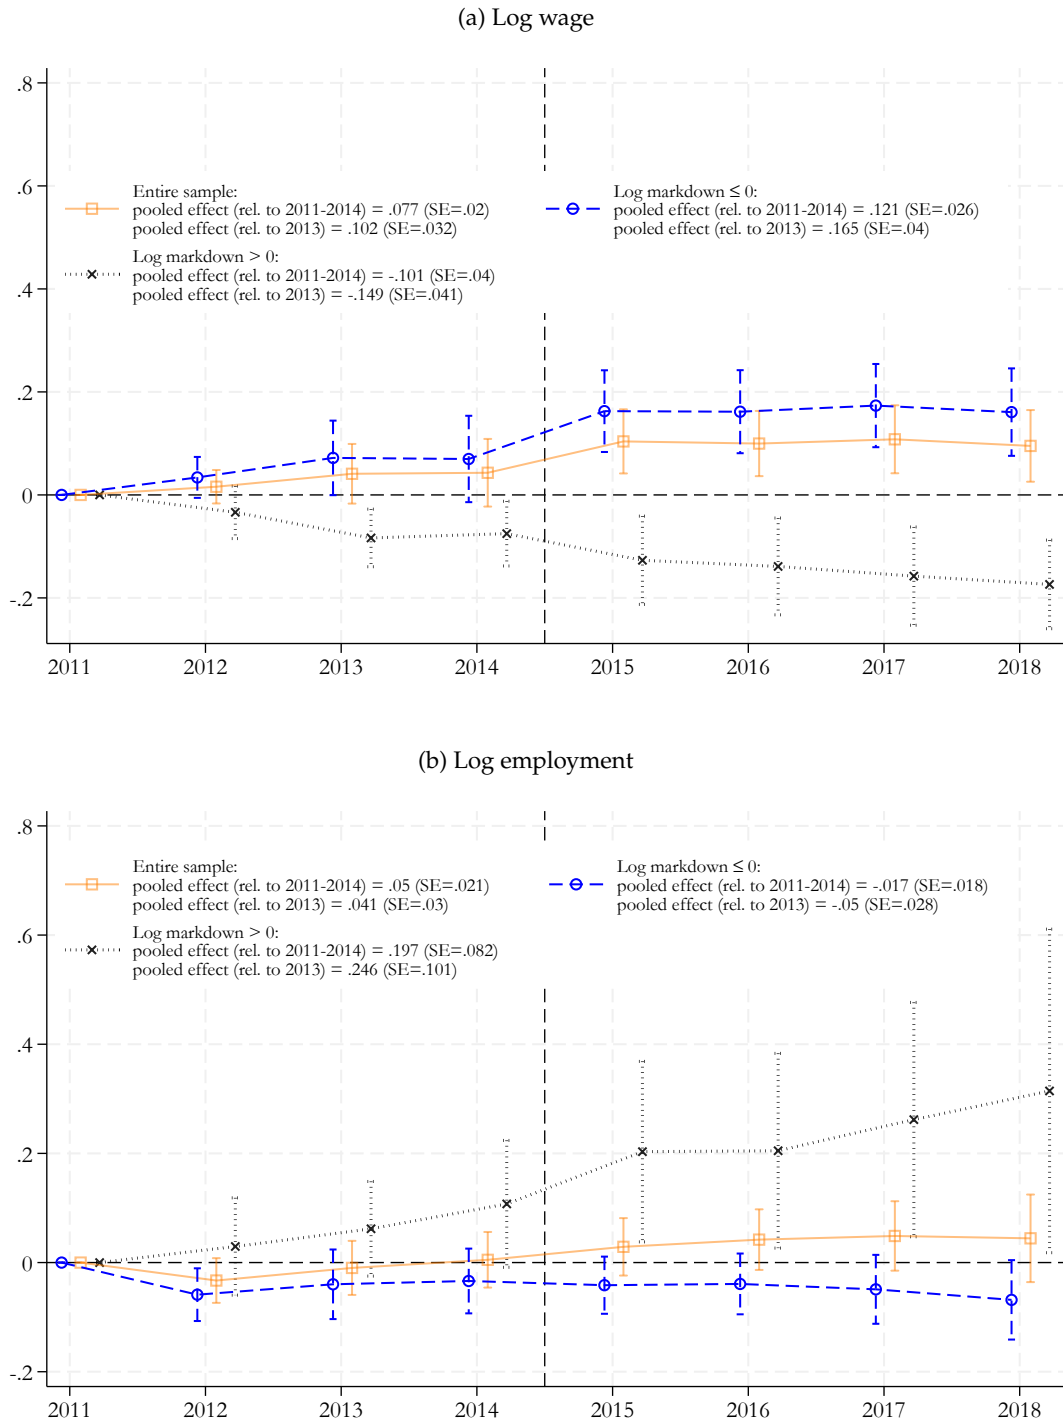 (a) Log wage
.8
.6
.4
.2
0
-.2
Entire sample:
pooled effect (rel. to 2011-2014) = .077 (SE=.02)
pooled effect (rel. to 2013) = .102 (SE=.032)
Log markdown > 0:
pooled effect (rel. to 2011-2014) = -.101 (SE=.04)
pooled effect (rel. to 2013) = -.149 (SE=.041)
Log markdown ≤ 0:
pooled effect (rel. to 2011-2014) = .121 (SE=.026)
pooled effect (rel. to 2013) = .165 (SE=.04)
2011 2012 2013 2014 2015 2016 2017 2018
(b) Log employment
.8
.6
.4
.2
0
-.2
Entire sample:
pooled effect (rel. to 2011-2014) = .05 (SE=.021)
pooled effect (rel. to 2013) = .041 (SE=.03)
Log markdown > 0:
pooled effect (rel. to 2011-2014) = .197 (SE=.082)
pooled effect (rel. to 2013) = .246 (SE=.101)
Log markdown ≤ 0:
pooled effect (rel. to 2011-2014) = -.017 (SE=.018)
pooled effect (rel. to 2013) = -.05 (SE=.028)
2011 2012 2013 2014 2015 2016 2017 2018